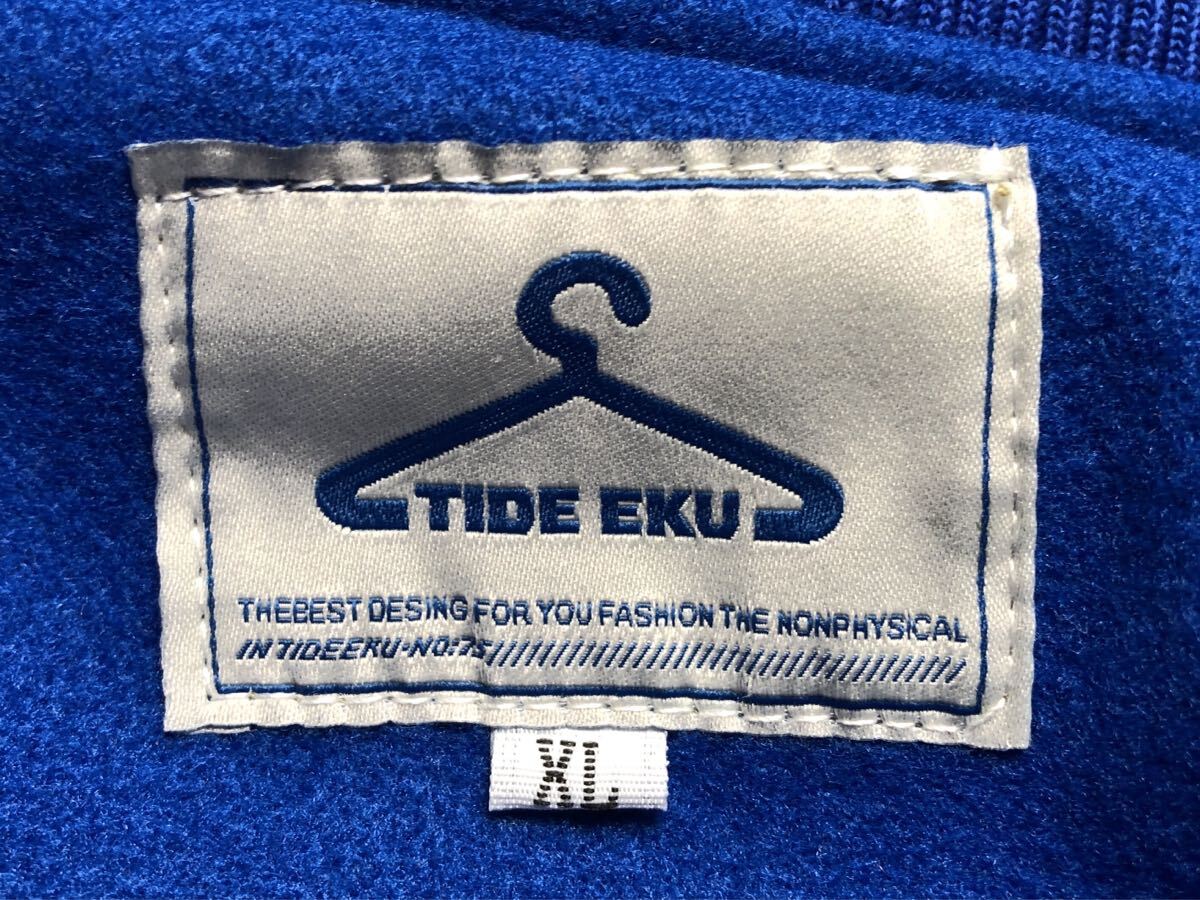 TIDE EKU
THEBEST DESING FOR YOU FASHION THE NONPHYSICAL
IN TIDEEKU-NO:75
XL